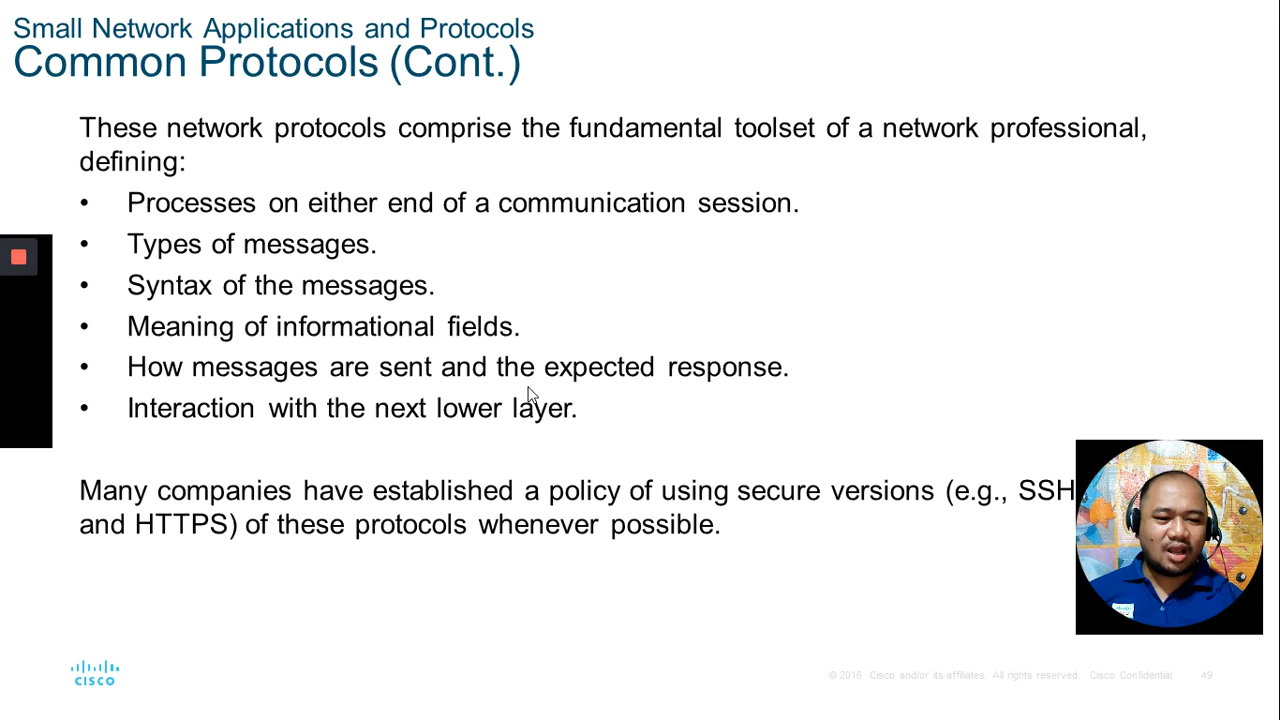 Small Network Applications and Protocols
Common Protocols (Cont.)
These network protocols comprise the fundamental toolset of a network professional,
defining:
• Processes on either end of a communication session.
• Types of messages.
• Syntax of the messages.
• Meaning of informational fields.
• How messages are sent and the expected response.
• Interaction with the next lower layer.
Many companies have established a policy of using secure versions (e.g., SSH
and HTTPS) of these protocols whenever possible.
CISCO
© 2016 Cisco and/or its affiliates. All rights reserved. Cisco Confidential 49